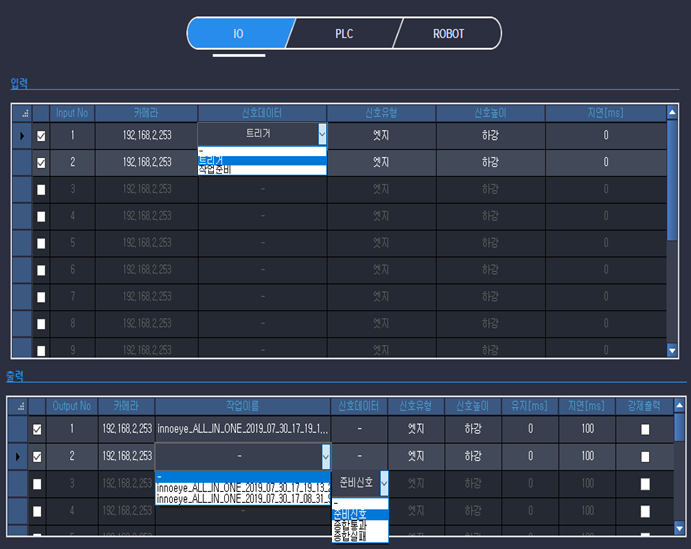 IO PLC ROBOT
입력
Input No 카메라 신호데이터 신호유형 신호높이 지연[ms]
1 192,168,2,253 트리거 엣지 하강 0
-
2 192,168,2,253 트리거 엣지 하강 0
작업준비
3 192,168,2,253 - 엣지 하강 0
4 192,168,2,253 - 엣지 하강 0
5 192,168,2,253 - 엣지 하강 0
6 192,168,2,253 - 엣지 하강 0
7 192,168,2,253 - 엣지 하강 0
8 192,168,2,253 - 엣지 하강 0
9 192,168,2,253 - 엣지 하강 0
출력
Output No 카메라 작업이름 신호데이터 신호유형 신호높이 유지[ms] 지연[ms] 강제출력
1 192,168,2,253 innoeye_ALL_IN_ONE_2019_07_30_17_19_1... - 엣지 하강 0 100
2 192,168,2,253 - - 엣지 하강 0 100
-
3 192,168,2,253 innoeye_ALL_IN_ONE_2019_07_30_17_19_13 준비신호 엣지 하강 0 100
innoeye_ALL_IN_ONE_2019_07_30_17_08_31
-
4 192,168,2,253 - 준비신호 엣지 하강 0 100
종합통과
종합실패